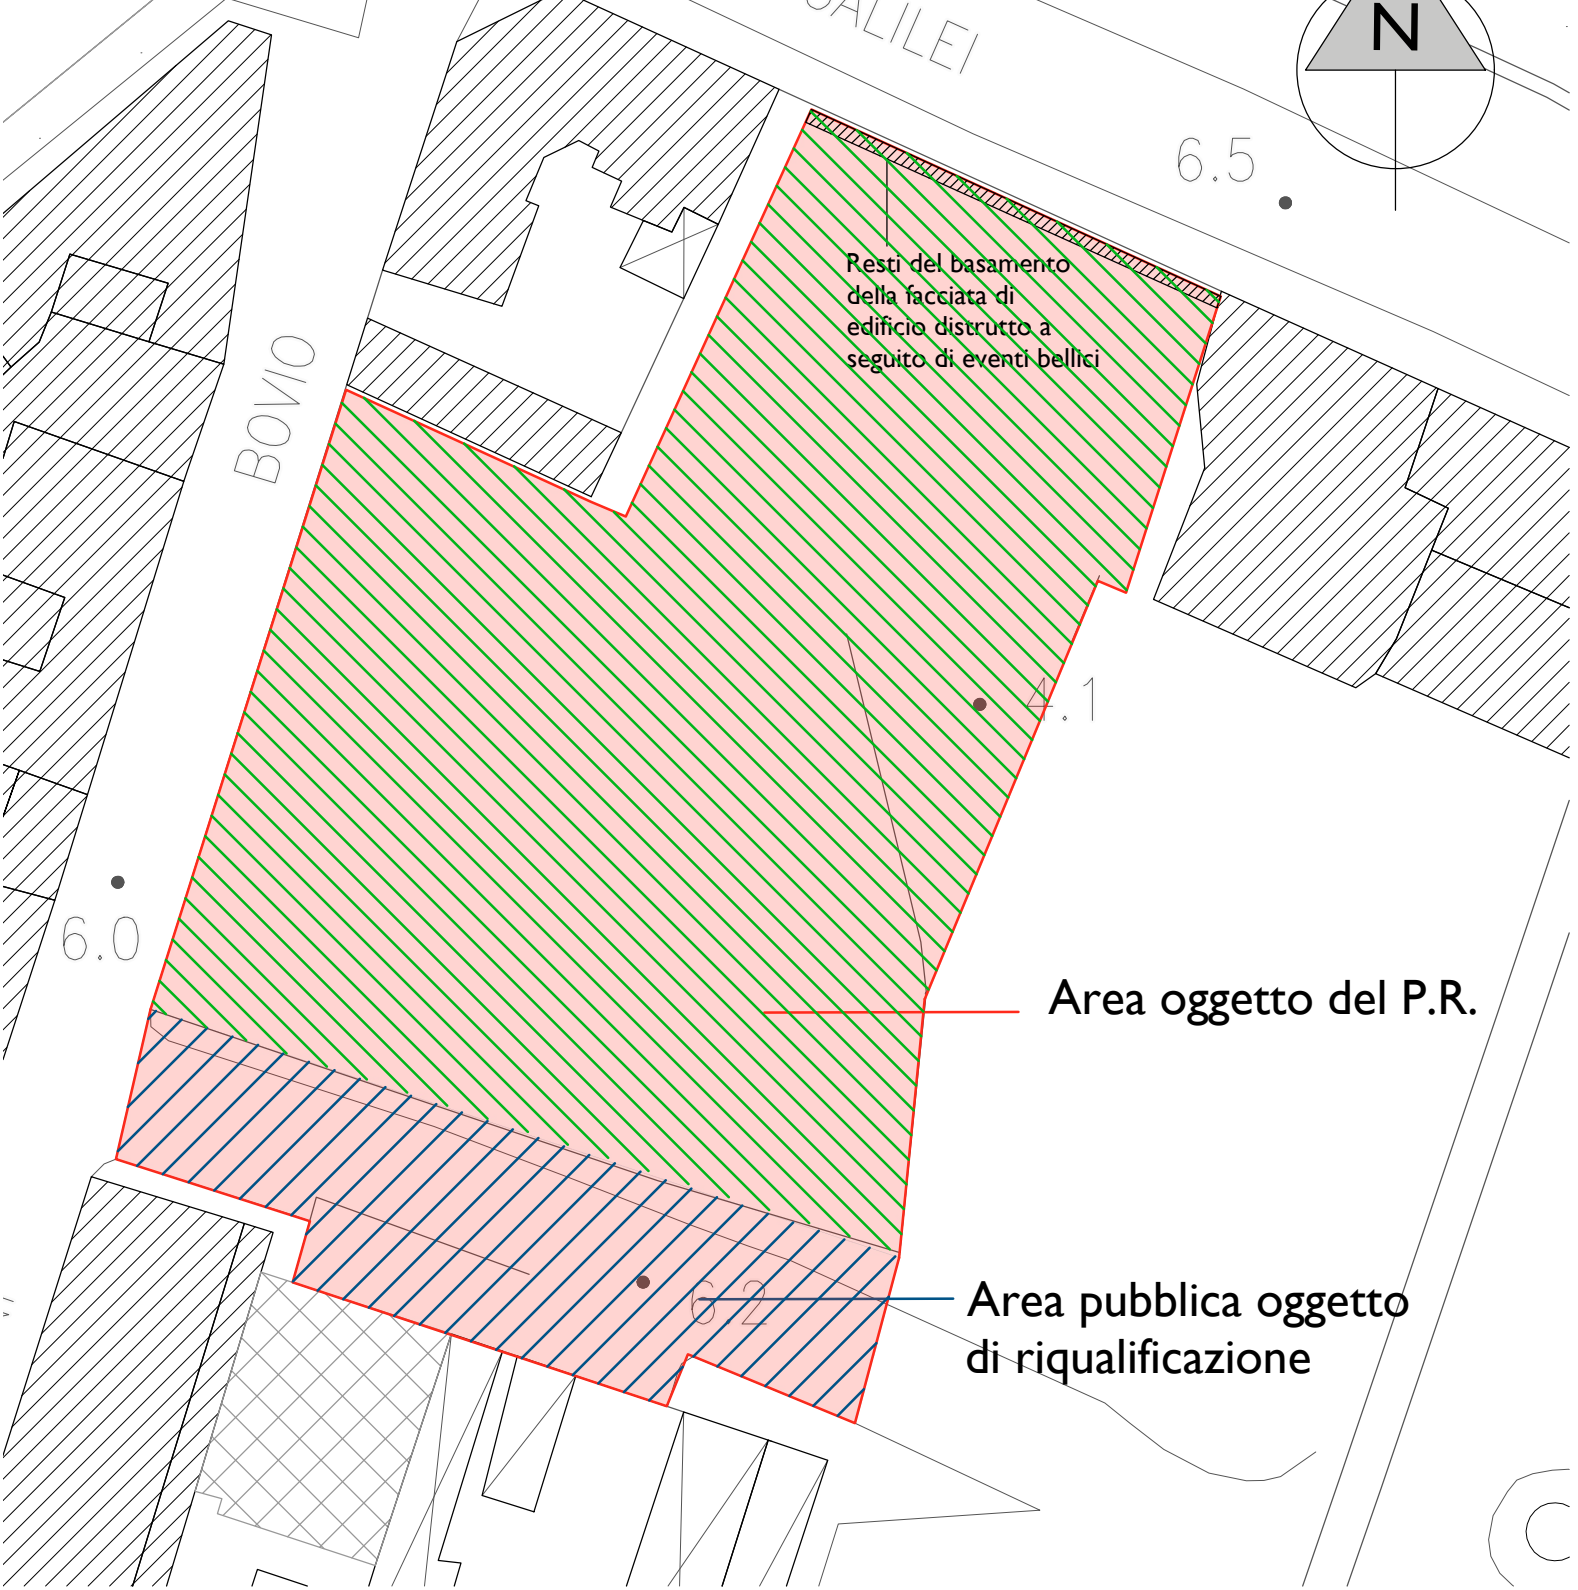 GALILEI
N
6.5
Resti del basamento
della facciata di
edificio distrutto a
seguito di eventi bellici
BOVIO
4.1
6.0
Area oggetto del P.R.
6.2
Area pubblica oggetto
di riqualificazione